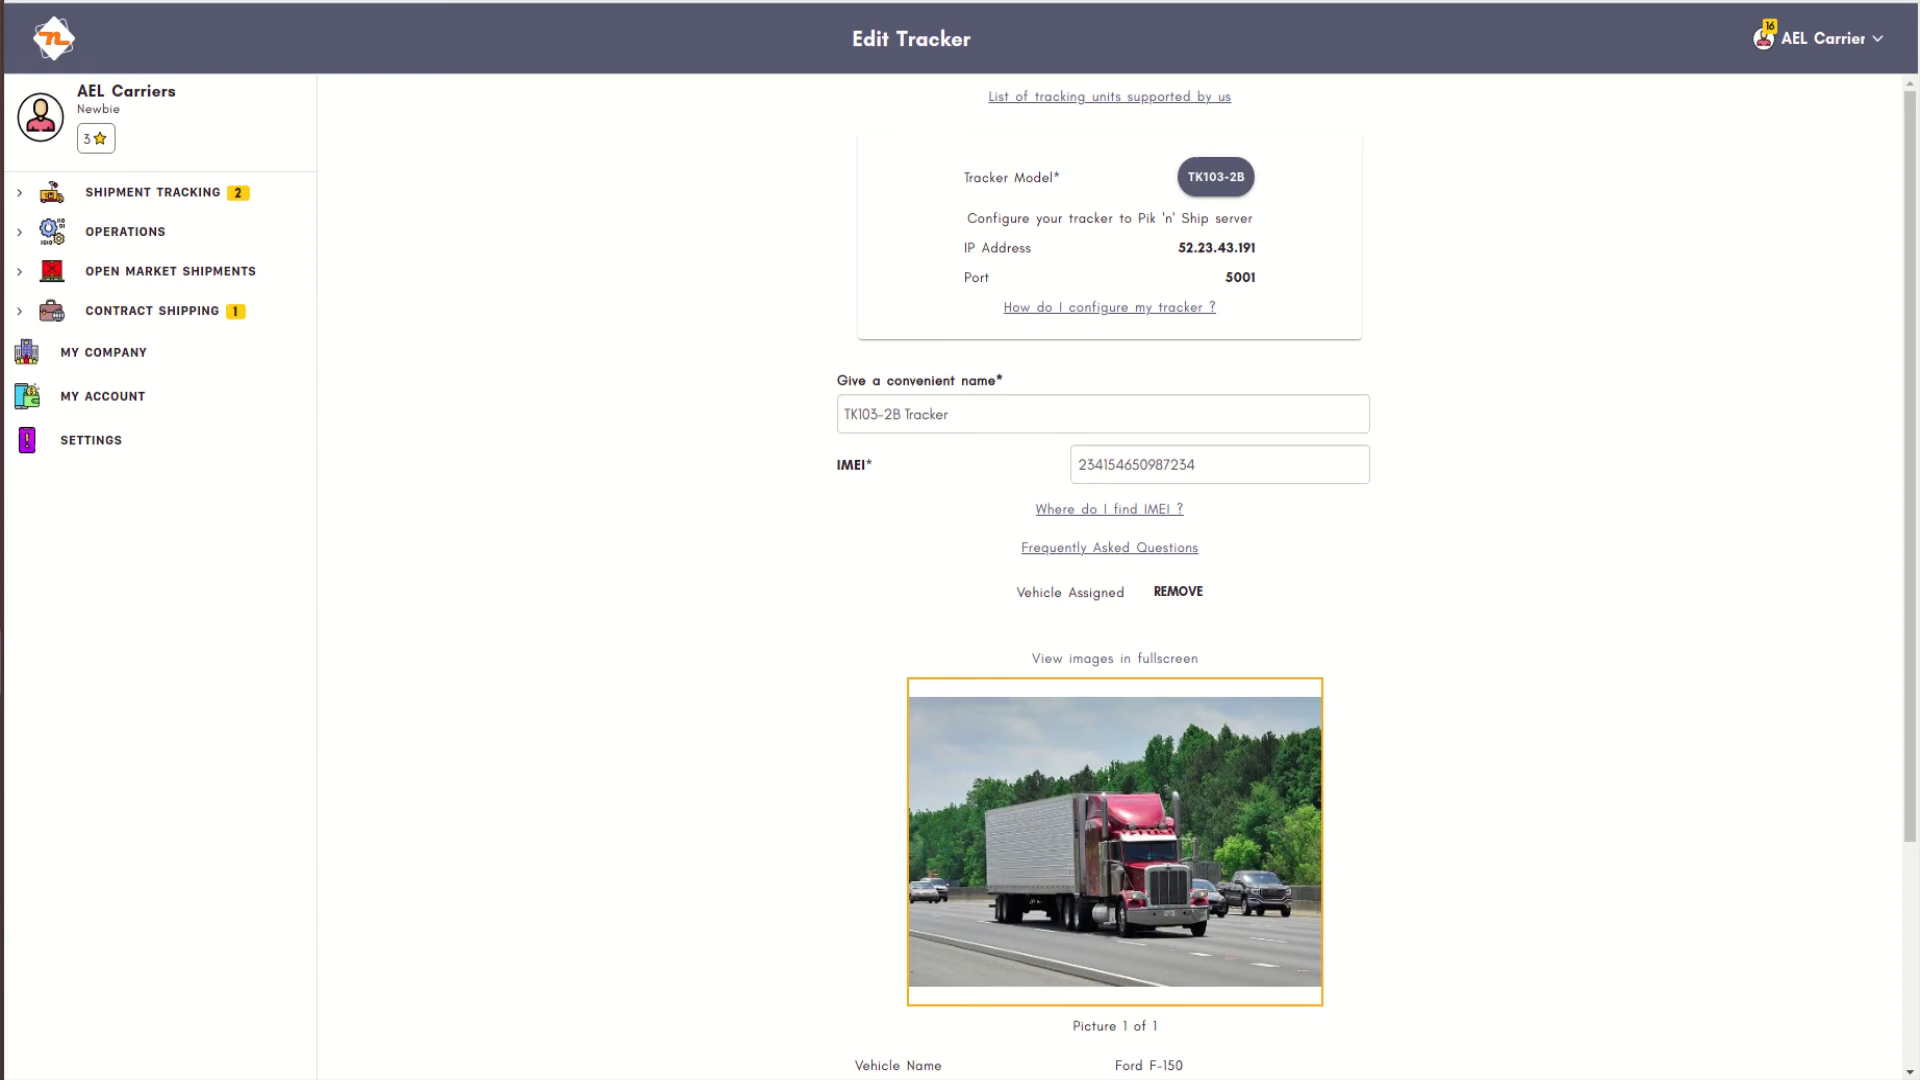 Edit Tracker
16
AEL Carrier
AEL Carriers
Newbie
3
SHIPMENT TRACKING 2
OPERATIONS
OPEN MARKET SHIPMENTS
CONTRACT SHIPPING 1
MY COMPANY
MY ACCOUNT
SETTINGS
List of tracking units supported by us
Tracker Model* TK103-2B
Configure your tracker to Pik 'n' Ship server
IP Address 52.23.43.191
Port 5001
How do I configure my tracker ?
Give a convenient name*
TK103-2B Tracker
IMEI* 234154650987234
Where do I find IMEI ?
Frequently Asked Questions
Vehicle Assigned REMOVE
View images in fullscreen
Picture 1 of 1
Vehicle Name Ford F-150